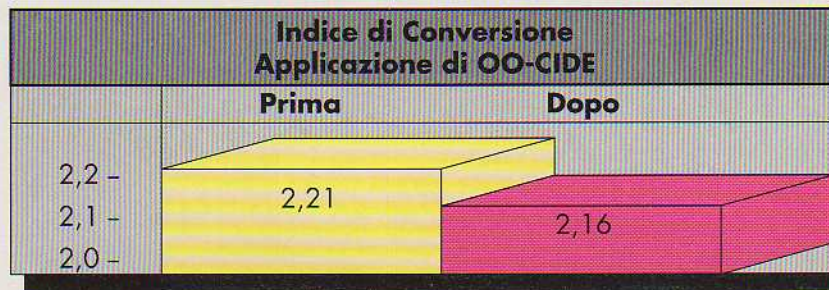 Indice di Conversione
Applicazione di OO-CIDE
Prima Dopo
2,2 –
2,1 –
2,0 –
2,21
2,16